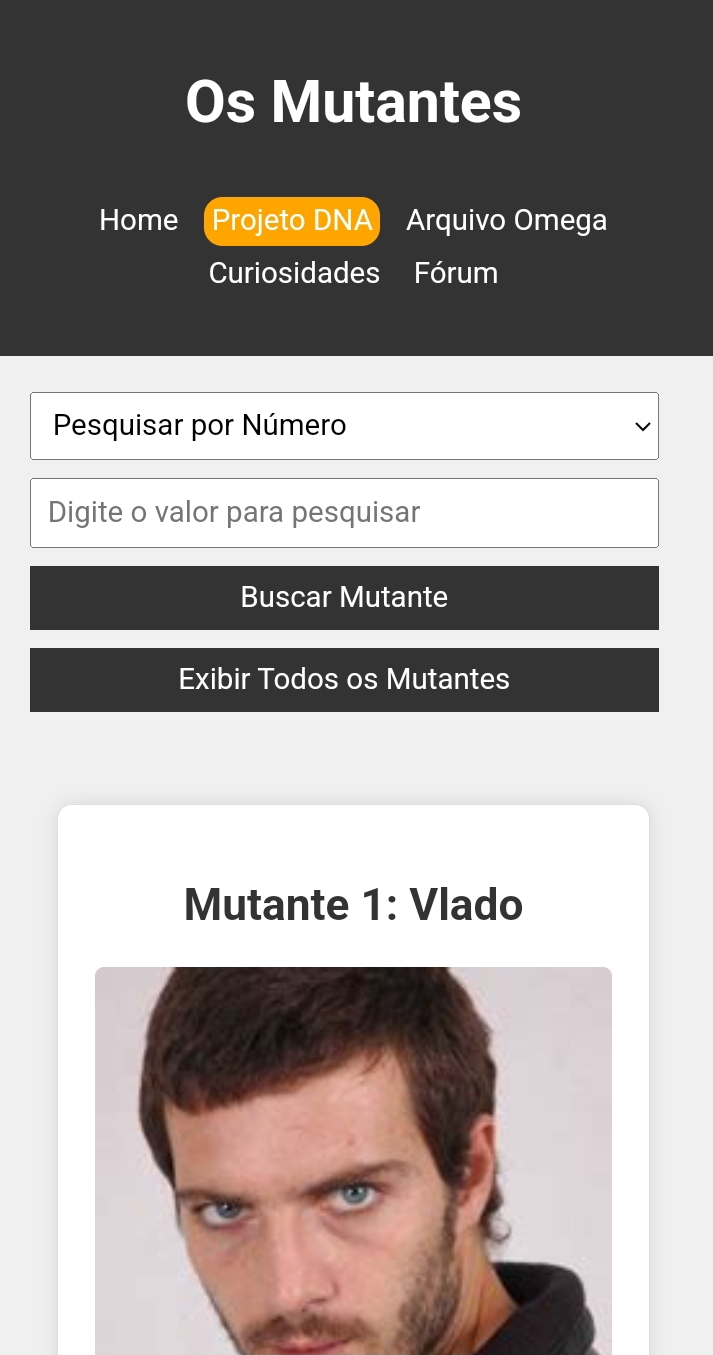 Os Mutantes
Home Projeto DNA Arquivo Omega
Curiosidades Fórum
Pesquisar por Número
Digite o valor para pesquisar
Buscar Mutante
Exibir Todos os Mutantes
Mutante 1: Vlado